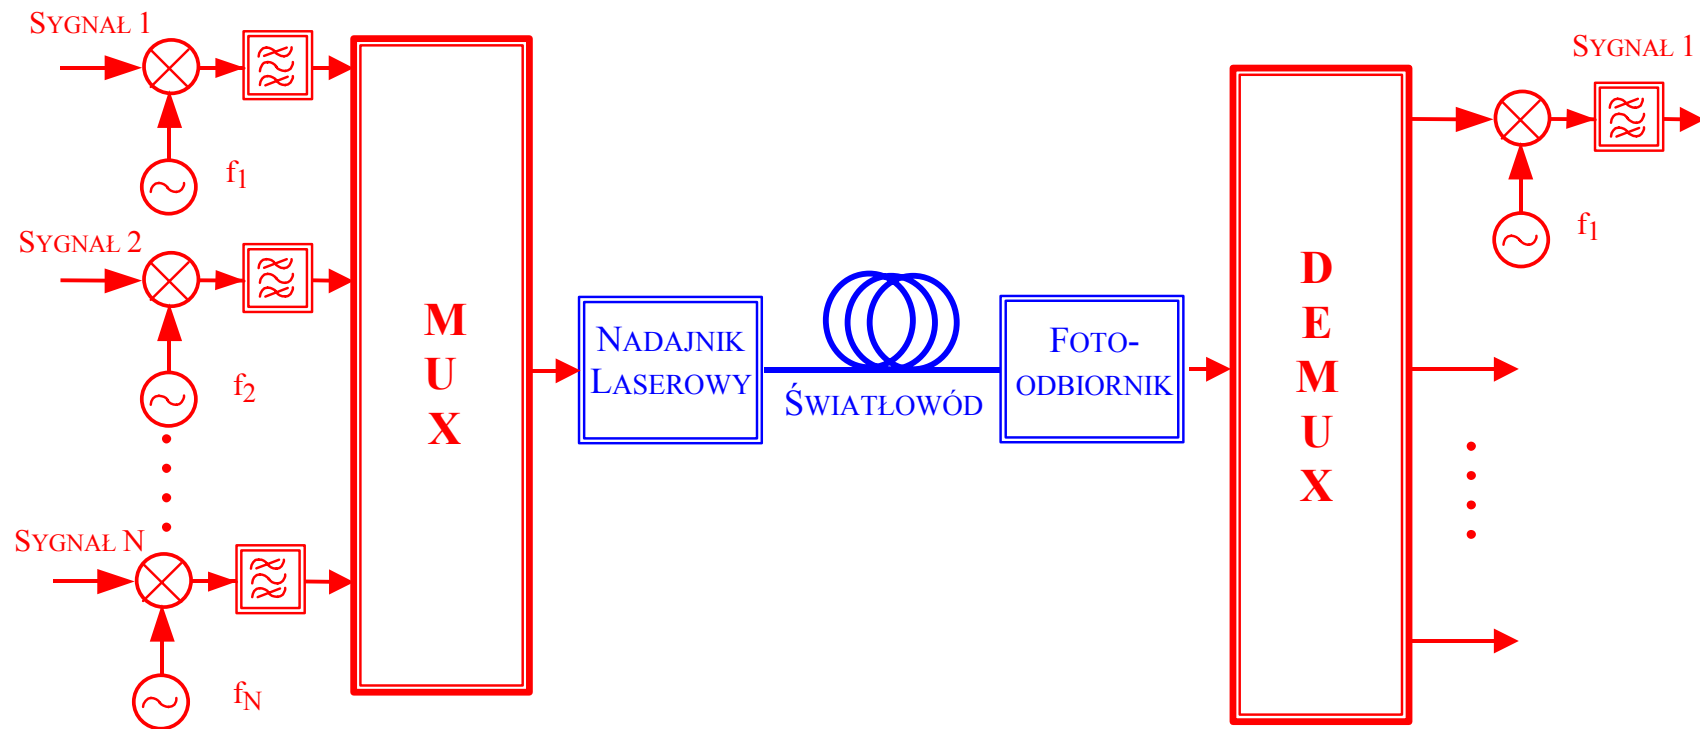 SYGNAŁ 1
f1
SYGNAŁ 2
f2
SYGNAŁ N
fN
M
U
X
NADAJNIK
LASEROWY
ŚWIATŁOWÓD
FOTO-
ODBIORNIK
D
E
M
U
X
SYGNAŁ 1
f1